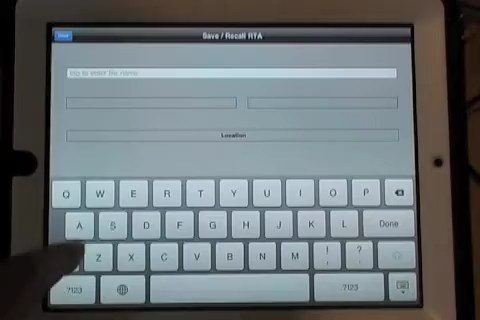 Save / Recall RTA
tap to enter file name
Location
Q W E R T Y U I O P
A S D F G H J K L Done
Z X C V B N M ! , ? .
.?123 .?123